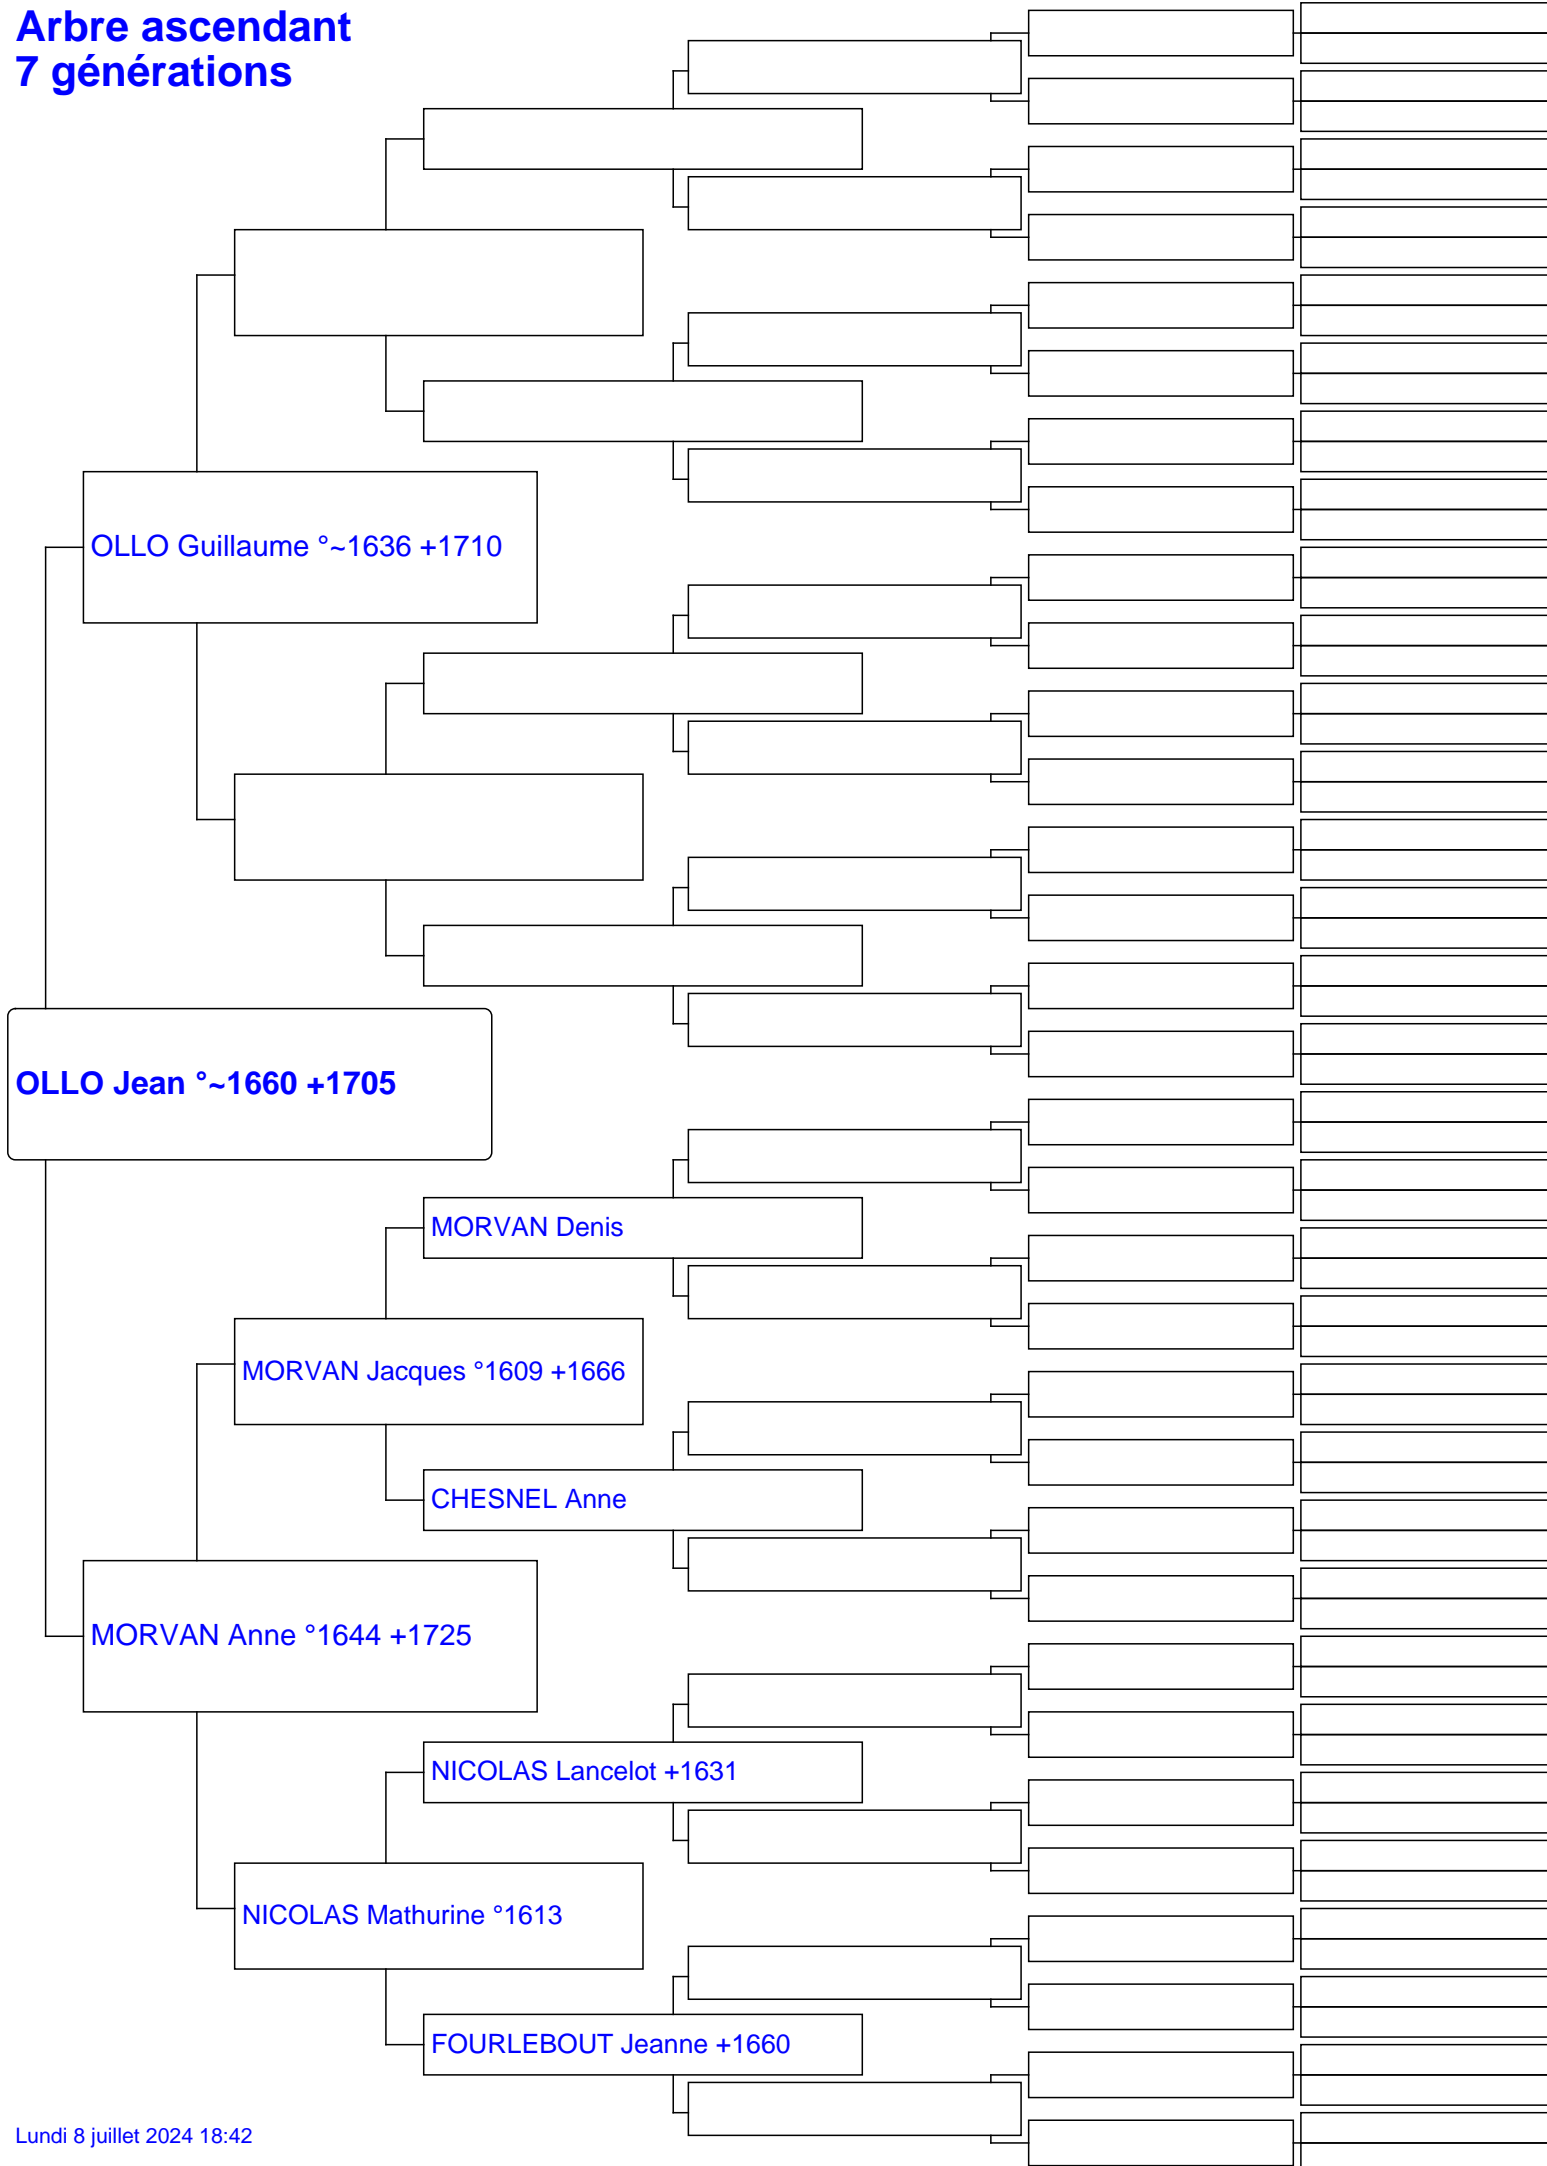 Arbre ascendant
7 générations
OLLO Guillaume °~1636 +1710
OLLO Jean °~1660 +1705
MORVAN Denis
MORVAN Jacques °1609 +1666
CHESNEL Anne
MORVAN Anne °1644 +1725
NICOLAS Lancelot +1631
NICOLAS Mathurine °1613
FOURLEBOUT Jeanne +1660
Lundi 8 juillet 2024 18:42